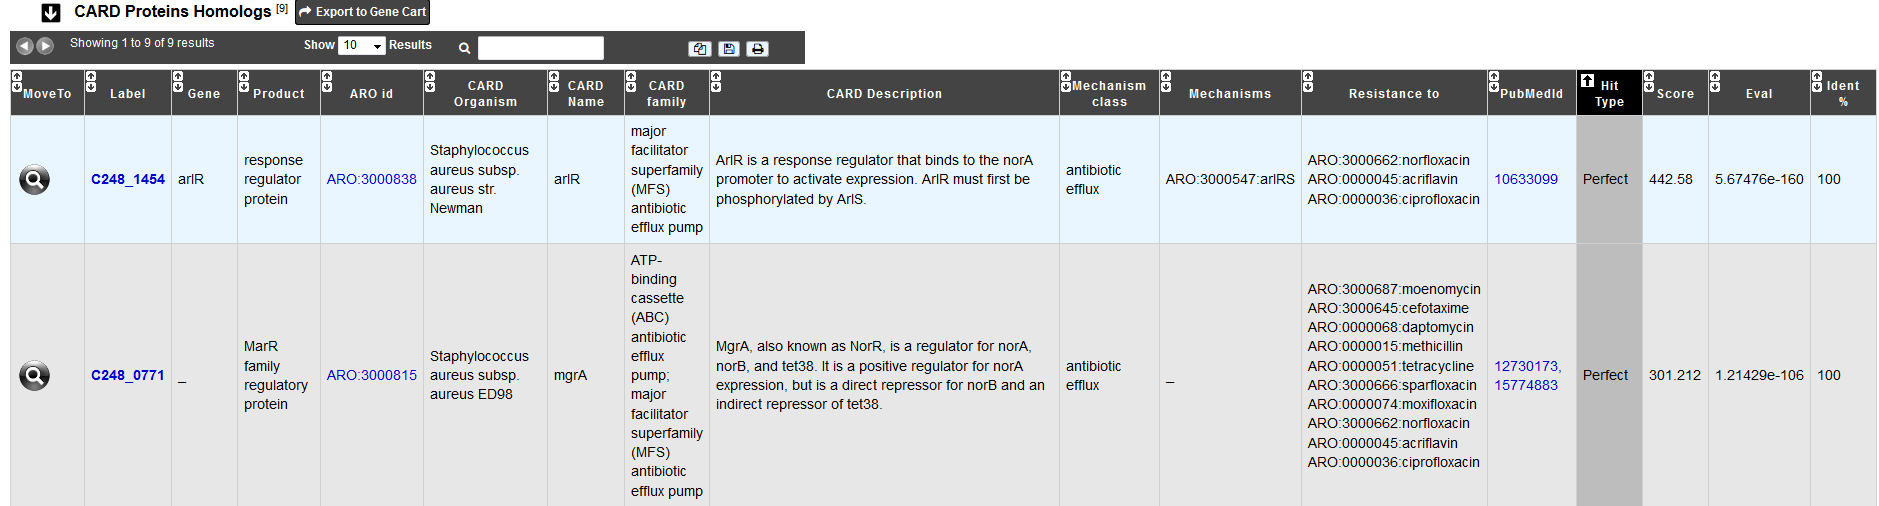 CARD Proteins Homologs [9] Export to Gene Cart
Showing 1 to 9 of 9 results Show 10 Results
MoveTo Label Gene Product ARO id CARD Organism CARD Name CARD family CARD Description Mechanism class Mechanisms Resistance to PubMedId Hit Type Score Eval Ident %
C248_1454
arlR
response
regulator
protein
ARO:3000838
Staphylococcus
aureus subsp.
aureus str.
Newman
arlR
major
facilitator
superfamily
(MFS)
antibiotic
efflux pump
ArlR is a response regulator that binds to the norA
promoter to activate expression. ArlR must first be
phosphorylated by ArlS.
antibiotic
efflux
ARO:3000547:arlRS
ARO:3000662:norfloxacin
ARO:0000045:acriflavin
ARO:0000036:ciprofloxacin
10633099
Perfect
442.58
5.67476e-160
100
C248_0771
_
MarR
family
regulatory
protein
ARO:3000815
Staphylococcus
aureus subsp.
aureus ED98
mgrA
ATP-
binding
cassette
(ABC)
antibiotic
efflux
pump;
major
facilitator
superfamily
(MFS)
antibiotic
efflux pump
MgrA, also known as NorR, is a regulator for norA,
norB, and tet38. It is a positive regulator for norA
expression, but is a direct repressor for norB and an
indirect repressor of tet38.
antibiotic
efflux
_
ARO:3000687:moenomycin
ARO:3000645:cefotaxime
ARO:0000068:daptomycin
ARO:0000015:methicillin
ARO:0000051:tetracycline
ARO:3000666:sparfloxacin
ARO:0000074:moxifloxacin
ARO:3000662:norfloxacin
ARO:0000045:acriflavin
ARO:0000036:ciprofloxacin
12730173,
15774883
Perfect
301.212
1.21429e-106
100